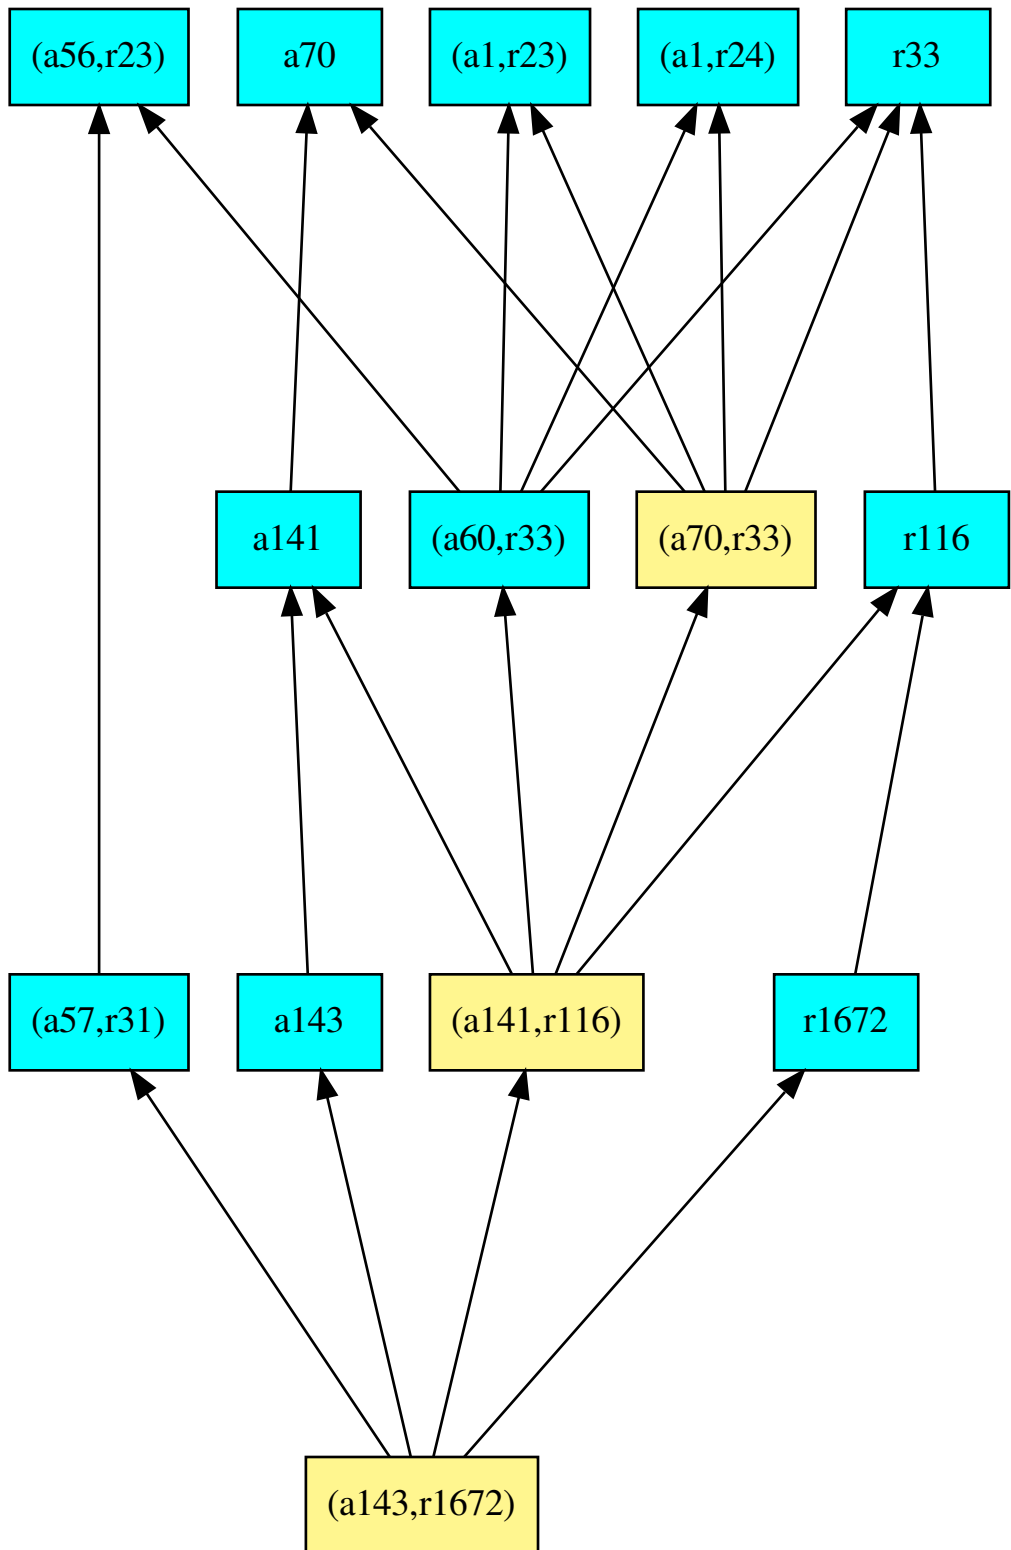 (a56,r23)
a70
(a1,r23)
(a1,r24)
r33
a141
(a60,r33)
(a70,r33)
r116
(a57,r31)
a143
(a141,r116)
r1672
(a143,r1672)